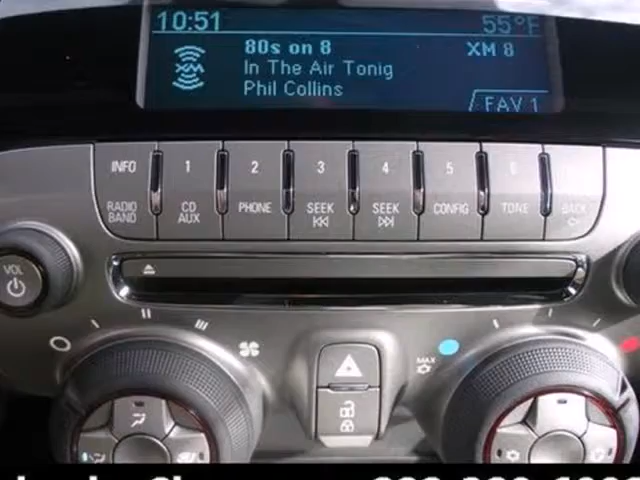 10:51 55°F
80s on 8 XM 8
XM In The Air Tonig
Phil Collins
FAV 1
INFO 1 2 3 4 5 6
RADIO BAND CD AUX PHONE SEEK SEEK CONFIG TONE BACK
VOL
MAX